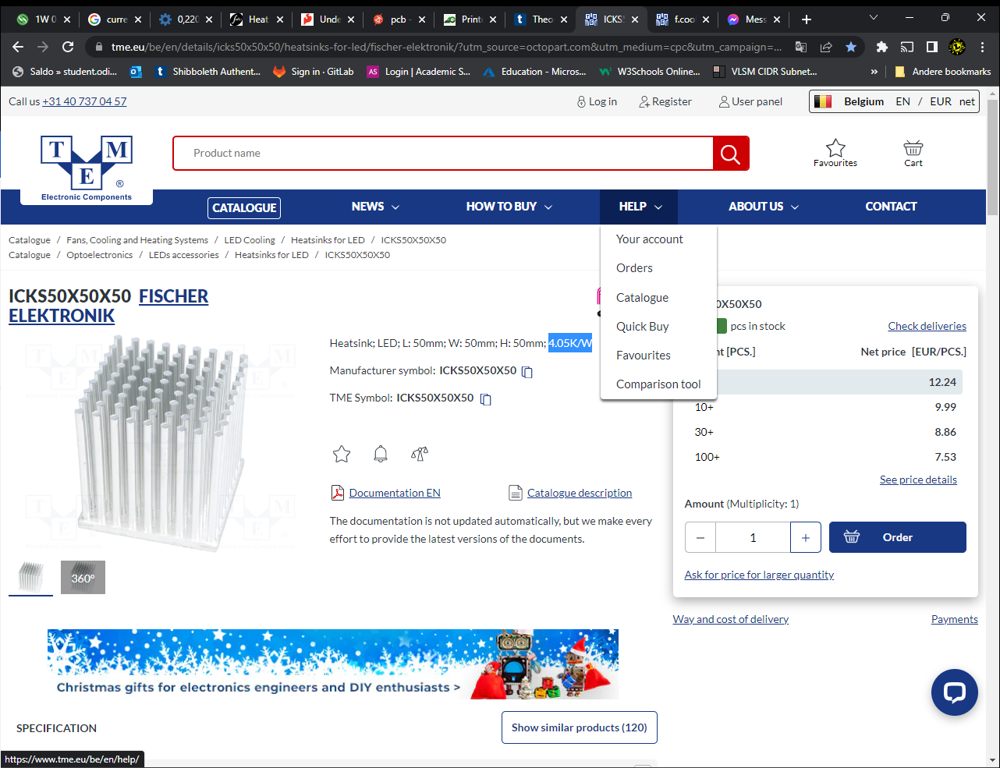 1W 0
curre
0,220
Heat
Unde
pcb -
Print
Theo
ICKS
f.coo
Mess
tme.eu/be/en/details/icks50x50x50/heatsinks-for-led/fischer-elektronik/?utm_source=octopart.com&utm_medium=cpc&utm_campaign=...
Saldo » student.odi...
Shibboleth Authent...
Sign in · GitLab
AS Login | Academic S...
Education - Micros...
W3Schools Online...
VLSM CIDR Subnet...
»
Andere bookmarks
Call us +31 40 737 04 57
Log in
Register
User panel
Belgium EN / EUR net
T M E ®
Electronic Components
Product name
Favourites
Cart
CATALOGUE
NEWS
HOW TO BUY
HELP
ABOUT US
CONTACT
Catalogue / Fans, Cooling and Heating Systems / LED Cooling / Heatsinks for LED / ICKS50X50X50
Catalogue / Optoelectronics / LEDs accessories / Heatsinks for LED / ICKS50X50X50
Your account
Orders
Catalogue
Quick Buy
Favourites
Comparison tool
ICKS50X50X50 FISCHER
ELEKTRONIK
Heatsink; LED; L: 50mm; W: 50mm; H: 50mm; 4.05K/W
Manufacturer symbol: ICKS50X50X50
TME Symbol: ICKS50X50X50
Documentation EN
Catalogue description
The documentation is not updated automatically, but we make every
effort to provide the latest versions of the documents.
360°
0X50X50
pcs in stock
Check deliveries
nt [PCS.]
Net price [EUR/PCS.]
12.24
10+ 9.99
30+ 8.86
100+ 7.53
See price details
Amount (Multiplicity: 1)
− 1 +
Order
Ask for price for larger quantity
Way and cost of delivery
Payments
Christmas gifts for electronics engineers and DIY enthusiasts >
SPECIFICATION
Show similar products (120)
https://www.tme.eu/be/en/help/